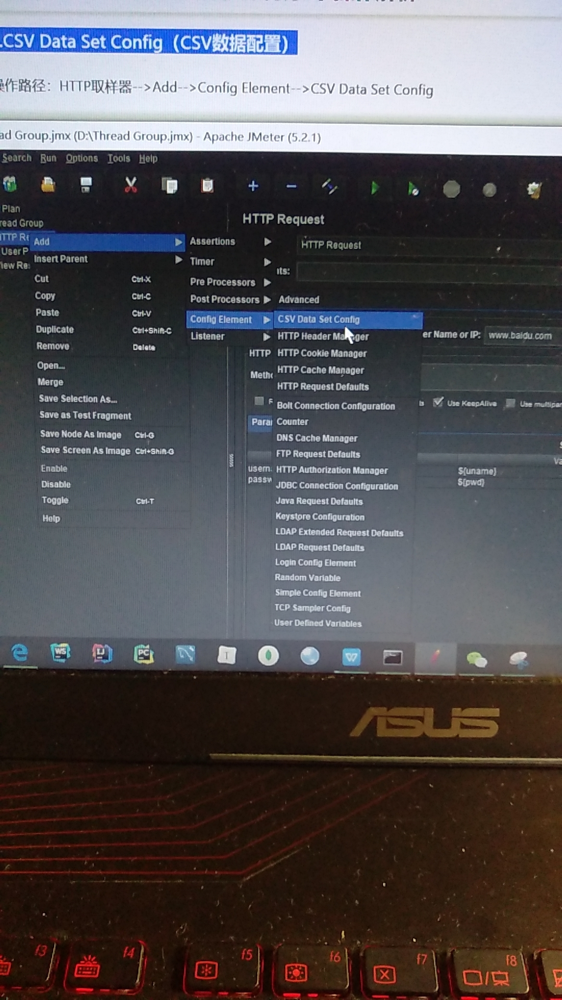 .CSV Data Set Config（CSV数据配置）
操作路径：HTTP取样器-->Add-->Config Element-->CSV Data Set Config
ad Group.jmx (D:\Thread Group.jmx) - Apache JMeter (5.2.1)
Search Run Options Tools Help
Plan
read Group
HTTP Request
TTP Re
Add
Assertions
HTTP Request
User P
Insert Parent
Timer
iew Re:
nts:
Cut Ctrl-X
Pre Processors
Copy Ctrl-C
Post Processors
Advanced
Paste Ctrl-V
Config Element
CSV Data Set Config
Duplicate Ctrl+Shift-C
Listener
HTTP Header Manager
er Name or IP: www.baidu.com
Remove Delete
HTTP
HTTP Cookie Manager
Open...
Metho
HTTP Cache Manager
Merge
HTTP Request Defaults
Save Selection As...
Bolt Connection Configuration
ts Use KeepAlive Use multipar
Save as Test Fragment
Para
Counter
Save Node As Image Ctrl-G
DNS Cache Manager
Save Screen As Image Ctrl+Shift-G
FTP Request Defaults
Va
Enable
usern
HTTP Authorization Manager
${uname}
passw
${pwd}
Disable
JDBC Connection Configuration
Toggle Ctrl-T
Java Request Defaults
Help
Keystore Configuration
LDAP Extended Request Defaults
LDAP Request Defaults
Login Config Element
Random Variable
Simple Config Element
TCP Sampler Config
User Defined Variables
WS
IJ
PC
ASUS
f3 f4 f5 f6 f7 f8